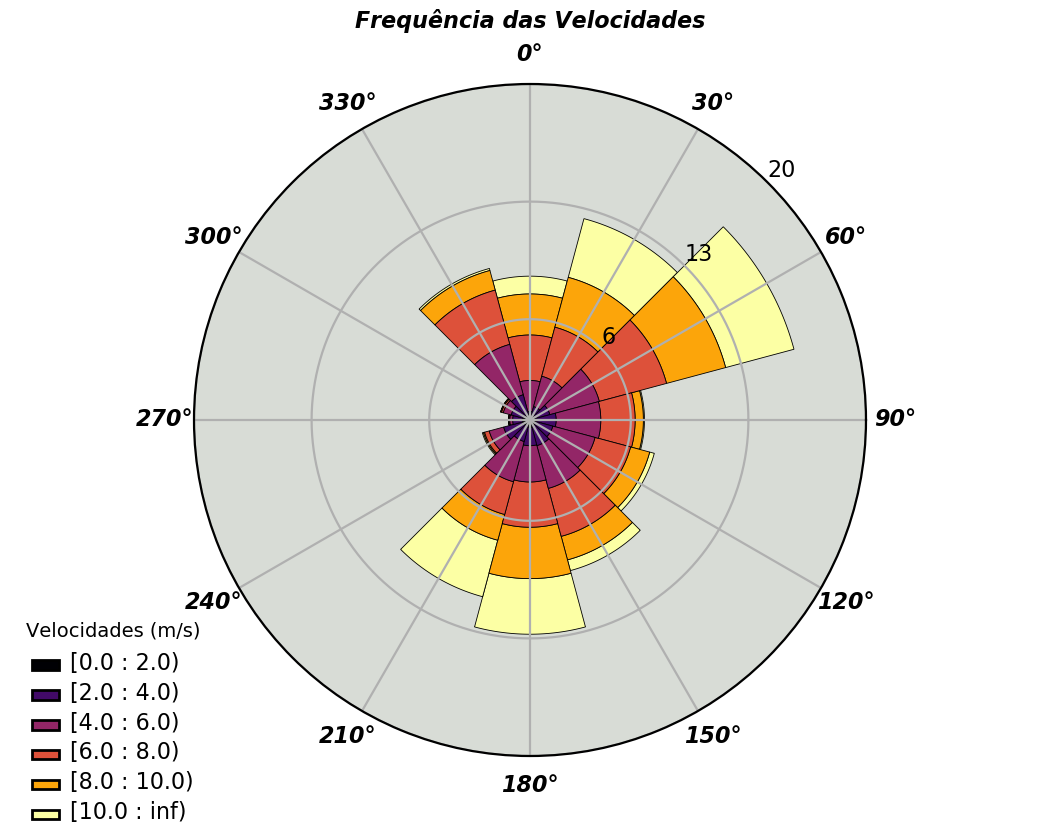 Frequência das Velocidades
0°
330°
30°
20
300°
60°
13
6
270°
90°
240°
120°
210°
150°
180°
Velocidades (m/s)
[0.0 : 2.0)
[2.0 : 4.0)
[4.0 : 6.0)
[6.0 : 8.0)
[8.0 : 10.0)
[10.0 : inf)